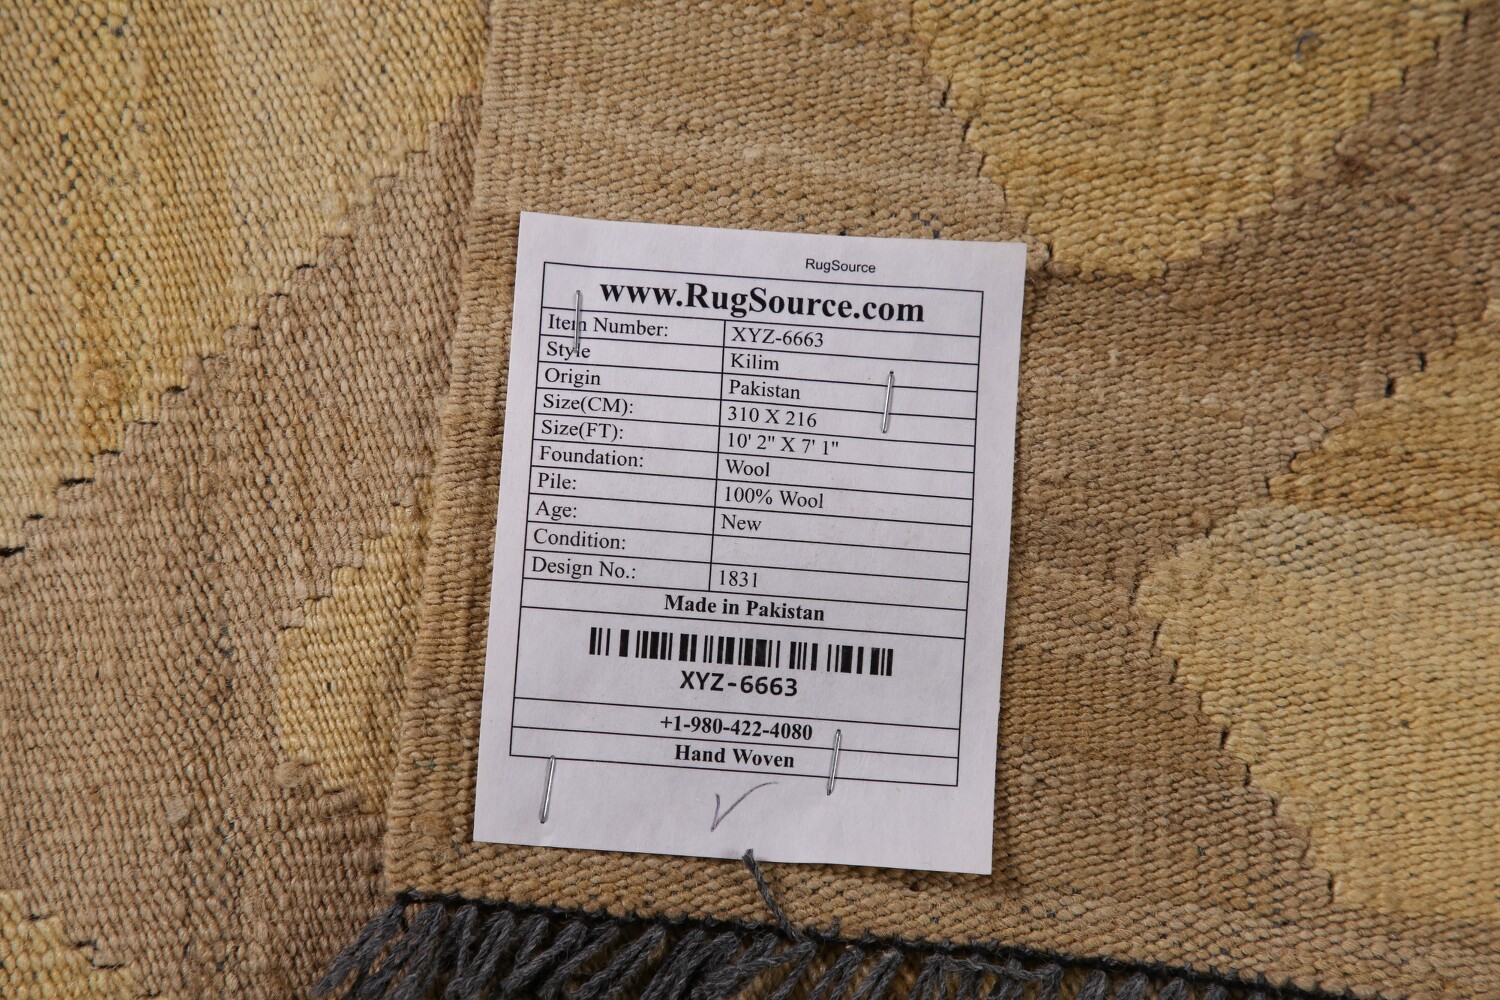 RugSource
www.RugSource.com
Item Number: XYZ-6663
Style Kilim
Origin Pakistan
Size(CM): 310 X 216
Size(FT): 10' 2" X 7' 1"
Foundation: Wool
Pile: 100% Wool
Age: New
Condition:
Design No.: 1831
Made in Pakistan
XYZ-6663
+1-980-422-4080
Hand Woven